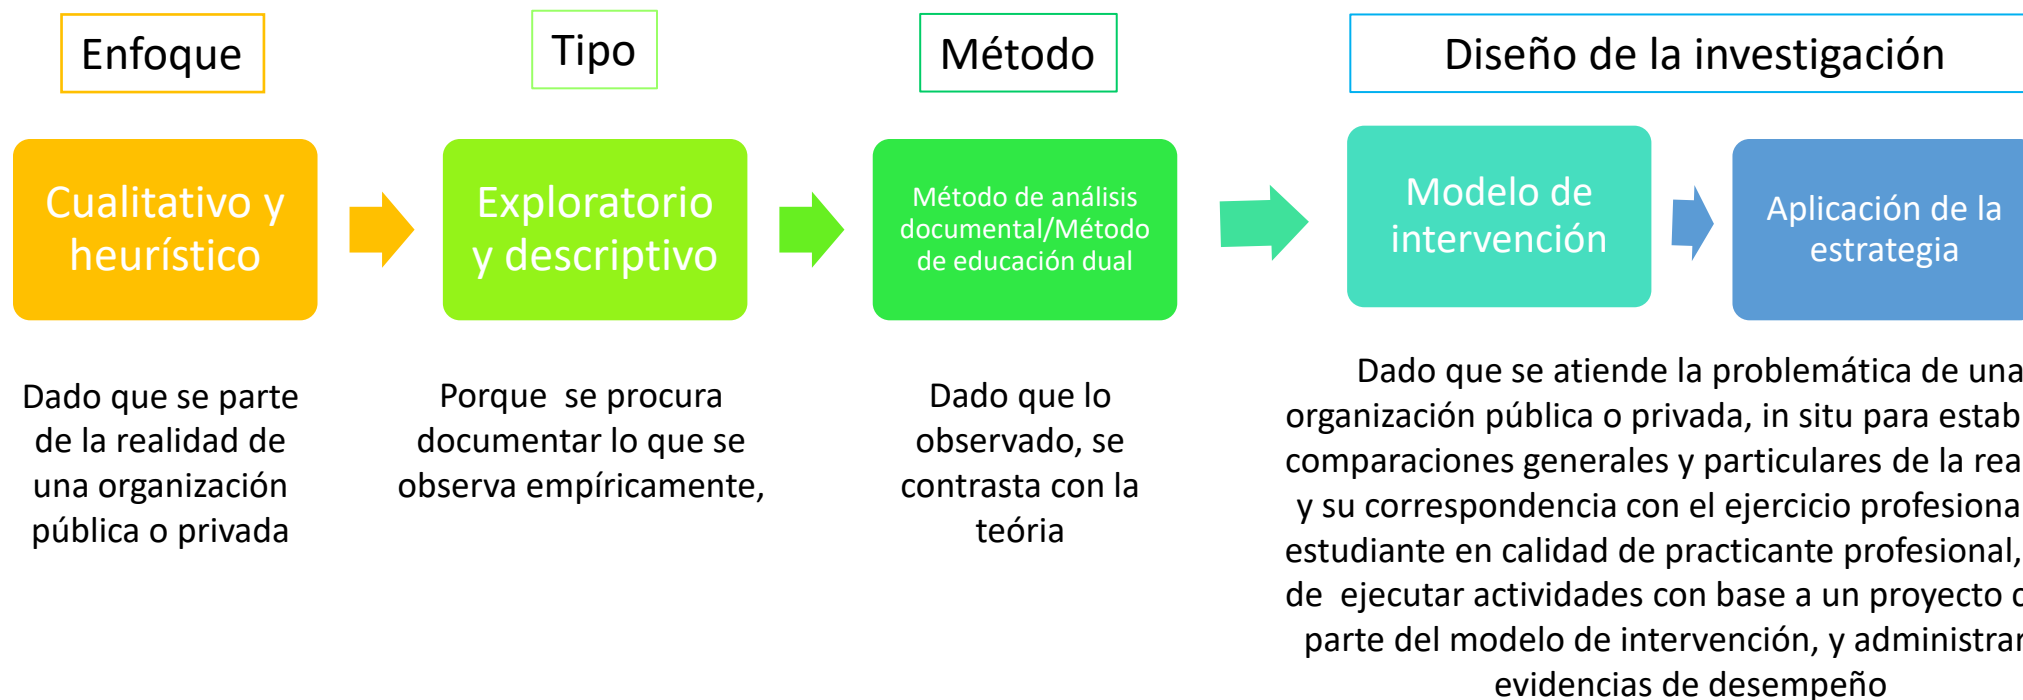 Enfoque
Cualitativo y
heurístico
Dado que se parte
de la realidad de
una organización
pública o privada
Tipo
Exploratorio
y descriptivo
Porque se procura
documentar lo que se
observa empíricamente,
Método
Método de análisis
documental/Método
de educación dual
Dado que lo
observado, se
contrasta con la
teória
Diseño de la investigación
Modelo de
intervención
Aplicación de la
estrategia
Dado que se atiende la problemática de una
organización pública o privada, in situ para
comparaciones generales y particulares de la
y su correspondencia con el ejercicio
estudiante en calidad de practicante profesional,
de ejecutar actividades con base a un proyecto
parte del modelo de intervención, y
evidencias de desempeño